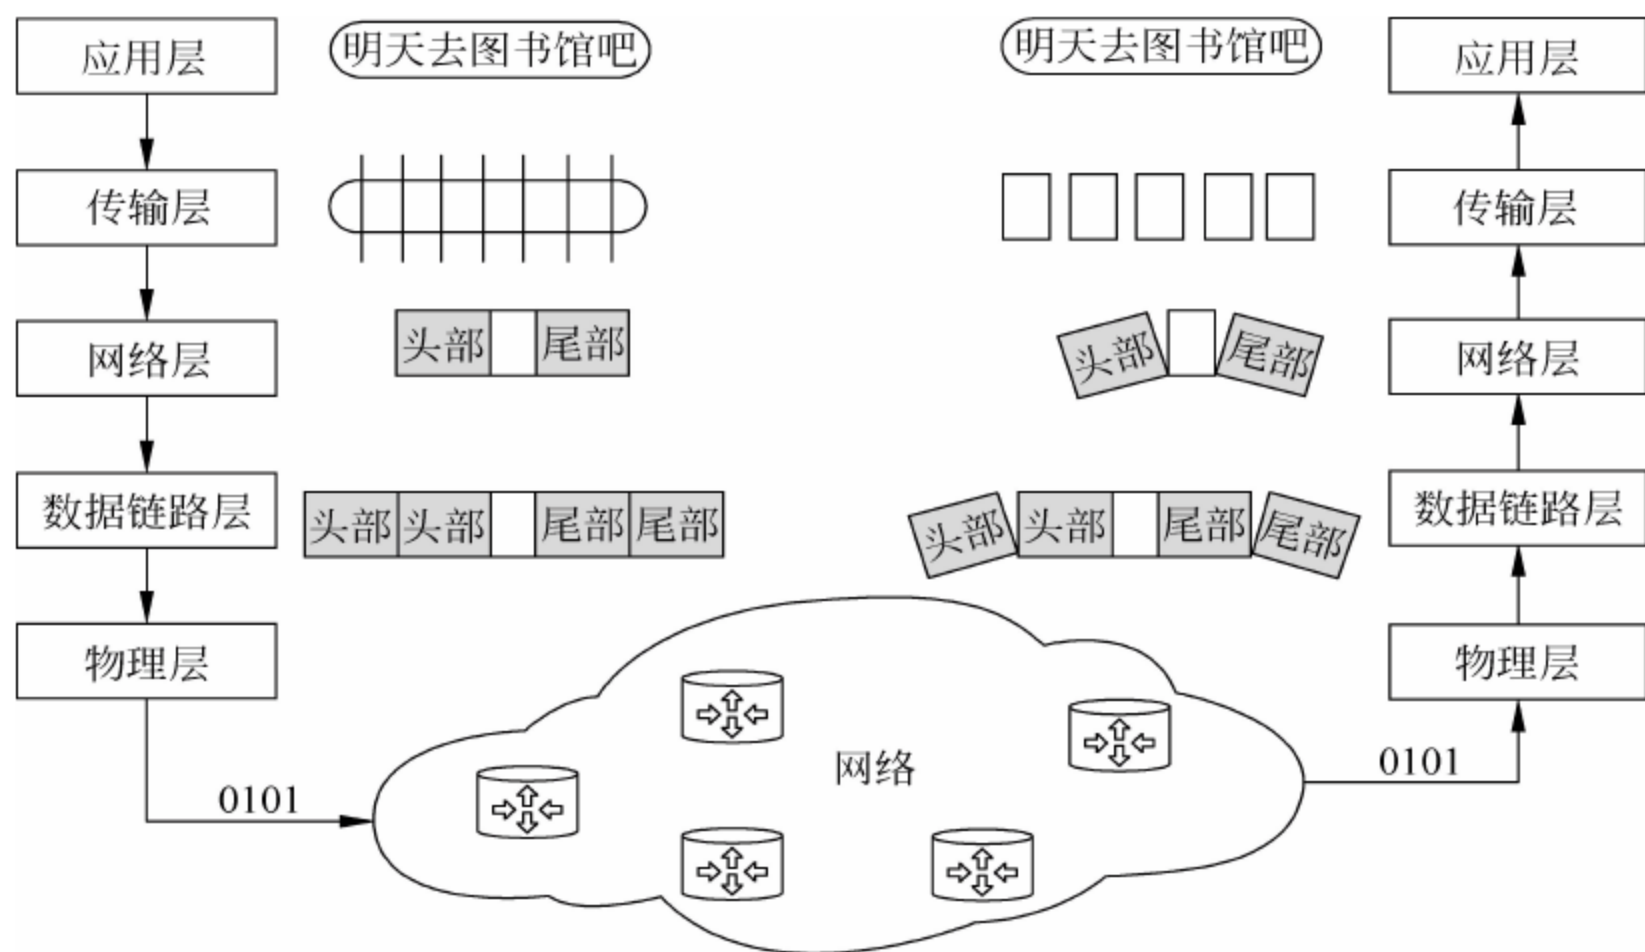 应用层
明天去图书馆吧
明天去图书馆吧
应用层
传输层
传输层
网络层
头部
尾部
头部
尾部
网络层
数据链路层
头部
头部
尾部
尾部
头部
头部
尾部
尾部
数据链路层
物理层
物理层
0101
网络
0101